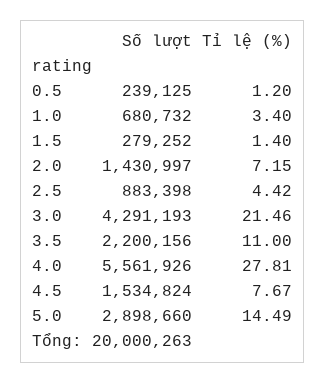 Số lượt Tỉ lệ (%)
rating
0.5 239,125 1.20
1.0 680,732 3.40
1.5 279,252 1.40
2.0 1,430,997 7.15
2.5 883,398 4.42
3.0 4,291,193 21.46
3.5 2,200,156 11.00
4.0 5,561,926 27.81
4.5 1,534,824 7.67
5.0 2,898,660 14.49
Tổng: 20,000,263